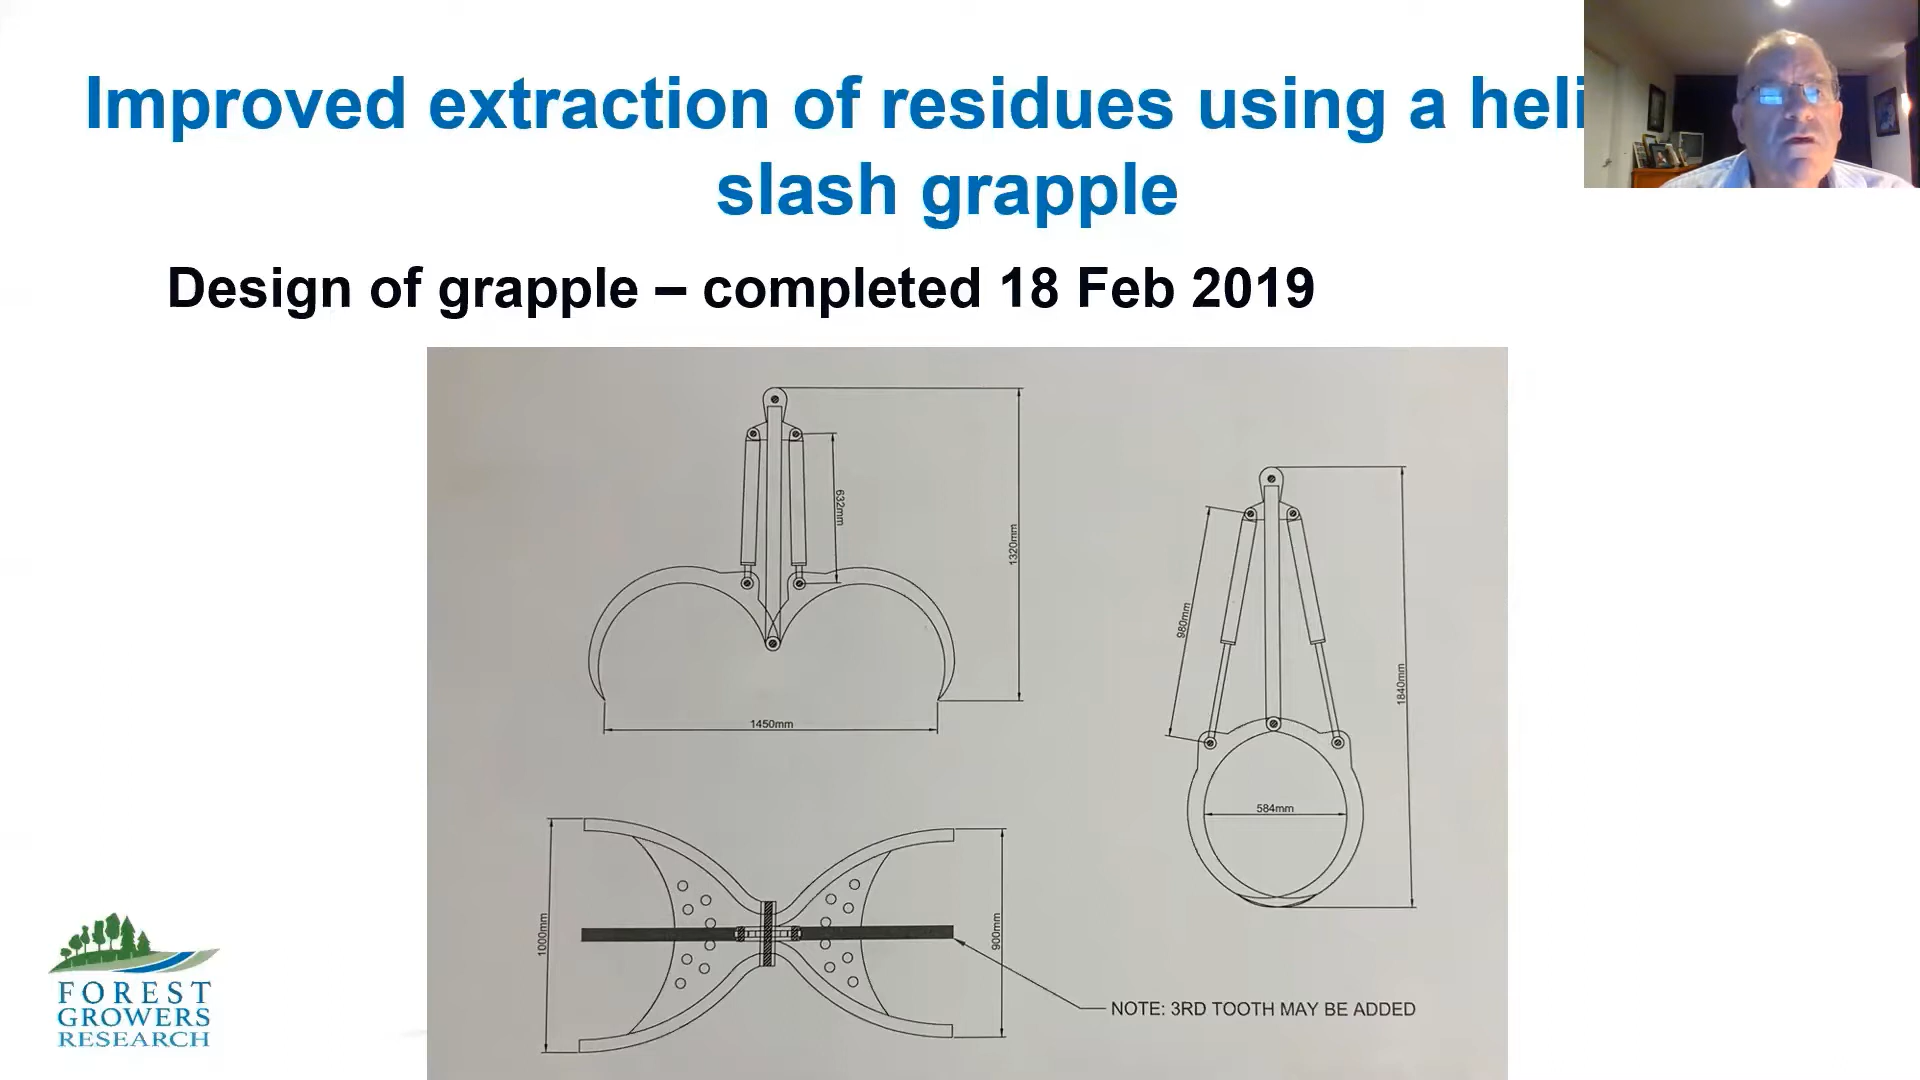 Improved extraction of residues using a heli
slash grapple
Design of grapple – completed 18 Feb 2019
632mm
1320mm
1450mm
980mm
1840mm
584mm
1000mm
900mm
NOTE: 3RD TOOTH MAY BE ADDED
FOREST
GROWERS
RESEARCH